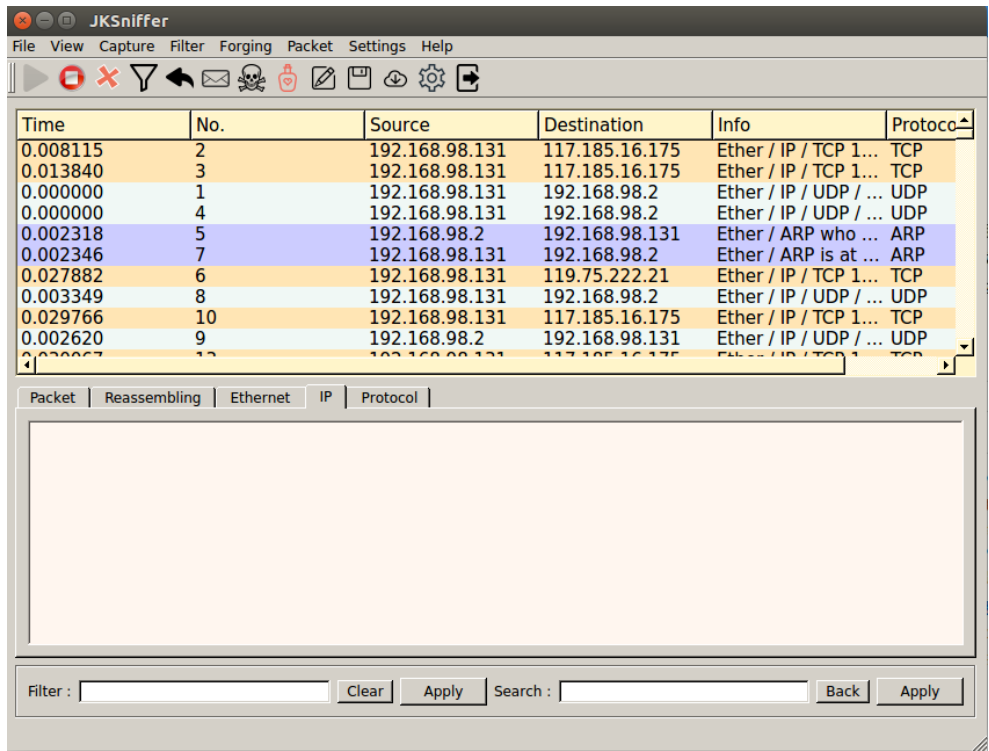 JKSniffer
File View Capture Filter Forging Packet Settings Help
Time No. Source Destination Info Protoco
0.008115 2 192.168.98.131 117.185.16.175 Ether / IP / TCP 1... TCP
0.013840 3 192.168.98.131 117.185.16.175 Ether / IP / TCP 1... TCP
0.000000 1 192.168.98.131 192.168.98.2 Ether / IP / UDP / ... UDP
0.000000 4 192.168.98.131 192.168.98.2 Ether / IP / UDP / ... UDP
0.002318 5 192.168.98.2 192.168.98.131 Ether / ARP who ... ARP
0.002346 7 192.168.98.131 192.168.98.2 Ether / ARP is at ... ARP
0.027882 6 192.168.98.131 119.75.222.21 Ether / IP / TCP 1... TCP
0.003349 8 192.168.98.131 192.168.98.2 Ether / IP / UDP / ... UDP
0.029766 10 192.168.98.131 117.185.16.175 Ether / IP / TCP 1... TCP
0.002620 9 192.168.98.2 192.168.98.131 Ether / IP / UDP / ... UDP
Packet Reassembling Ethernet IP Protocol
Filter : Clear Apply Search : Back Apply